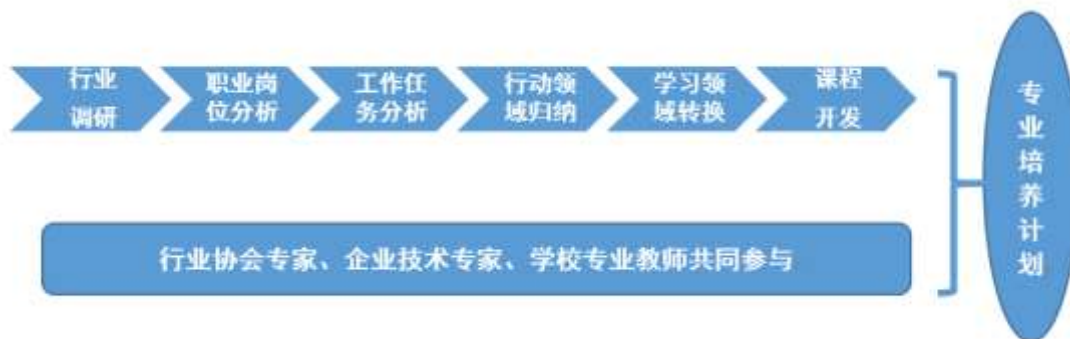 行业
调研
职业岗
位分析
工作任
务分析
行动领
域归纳
学习领
域转换
课程
开发
行业协会专家、企业技术专家、学校专业教师共同参与
专
业
培
养
计
划